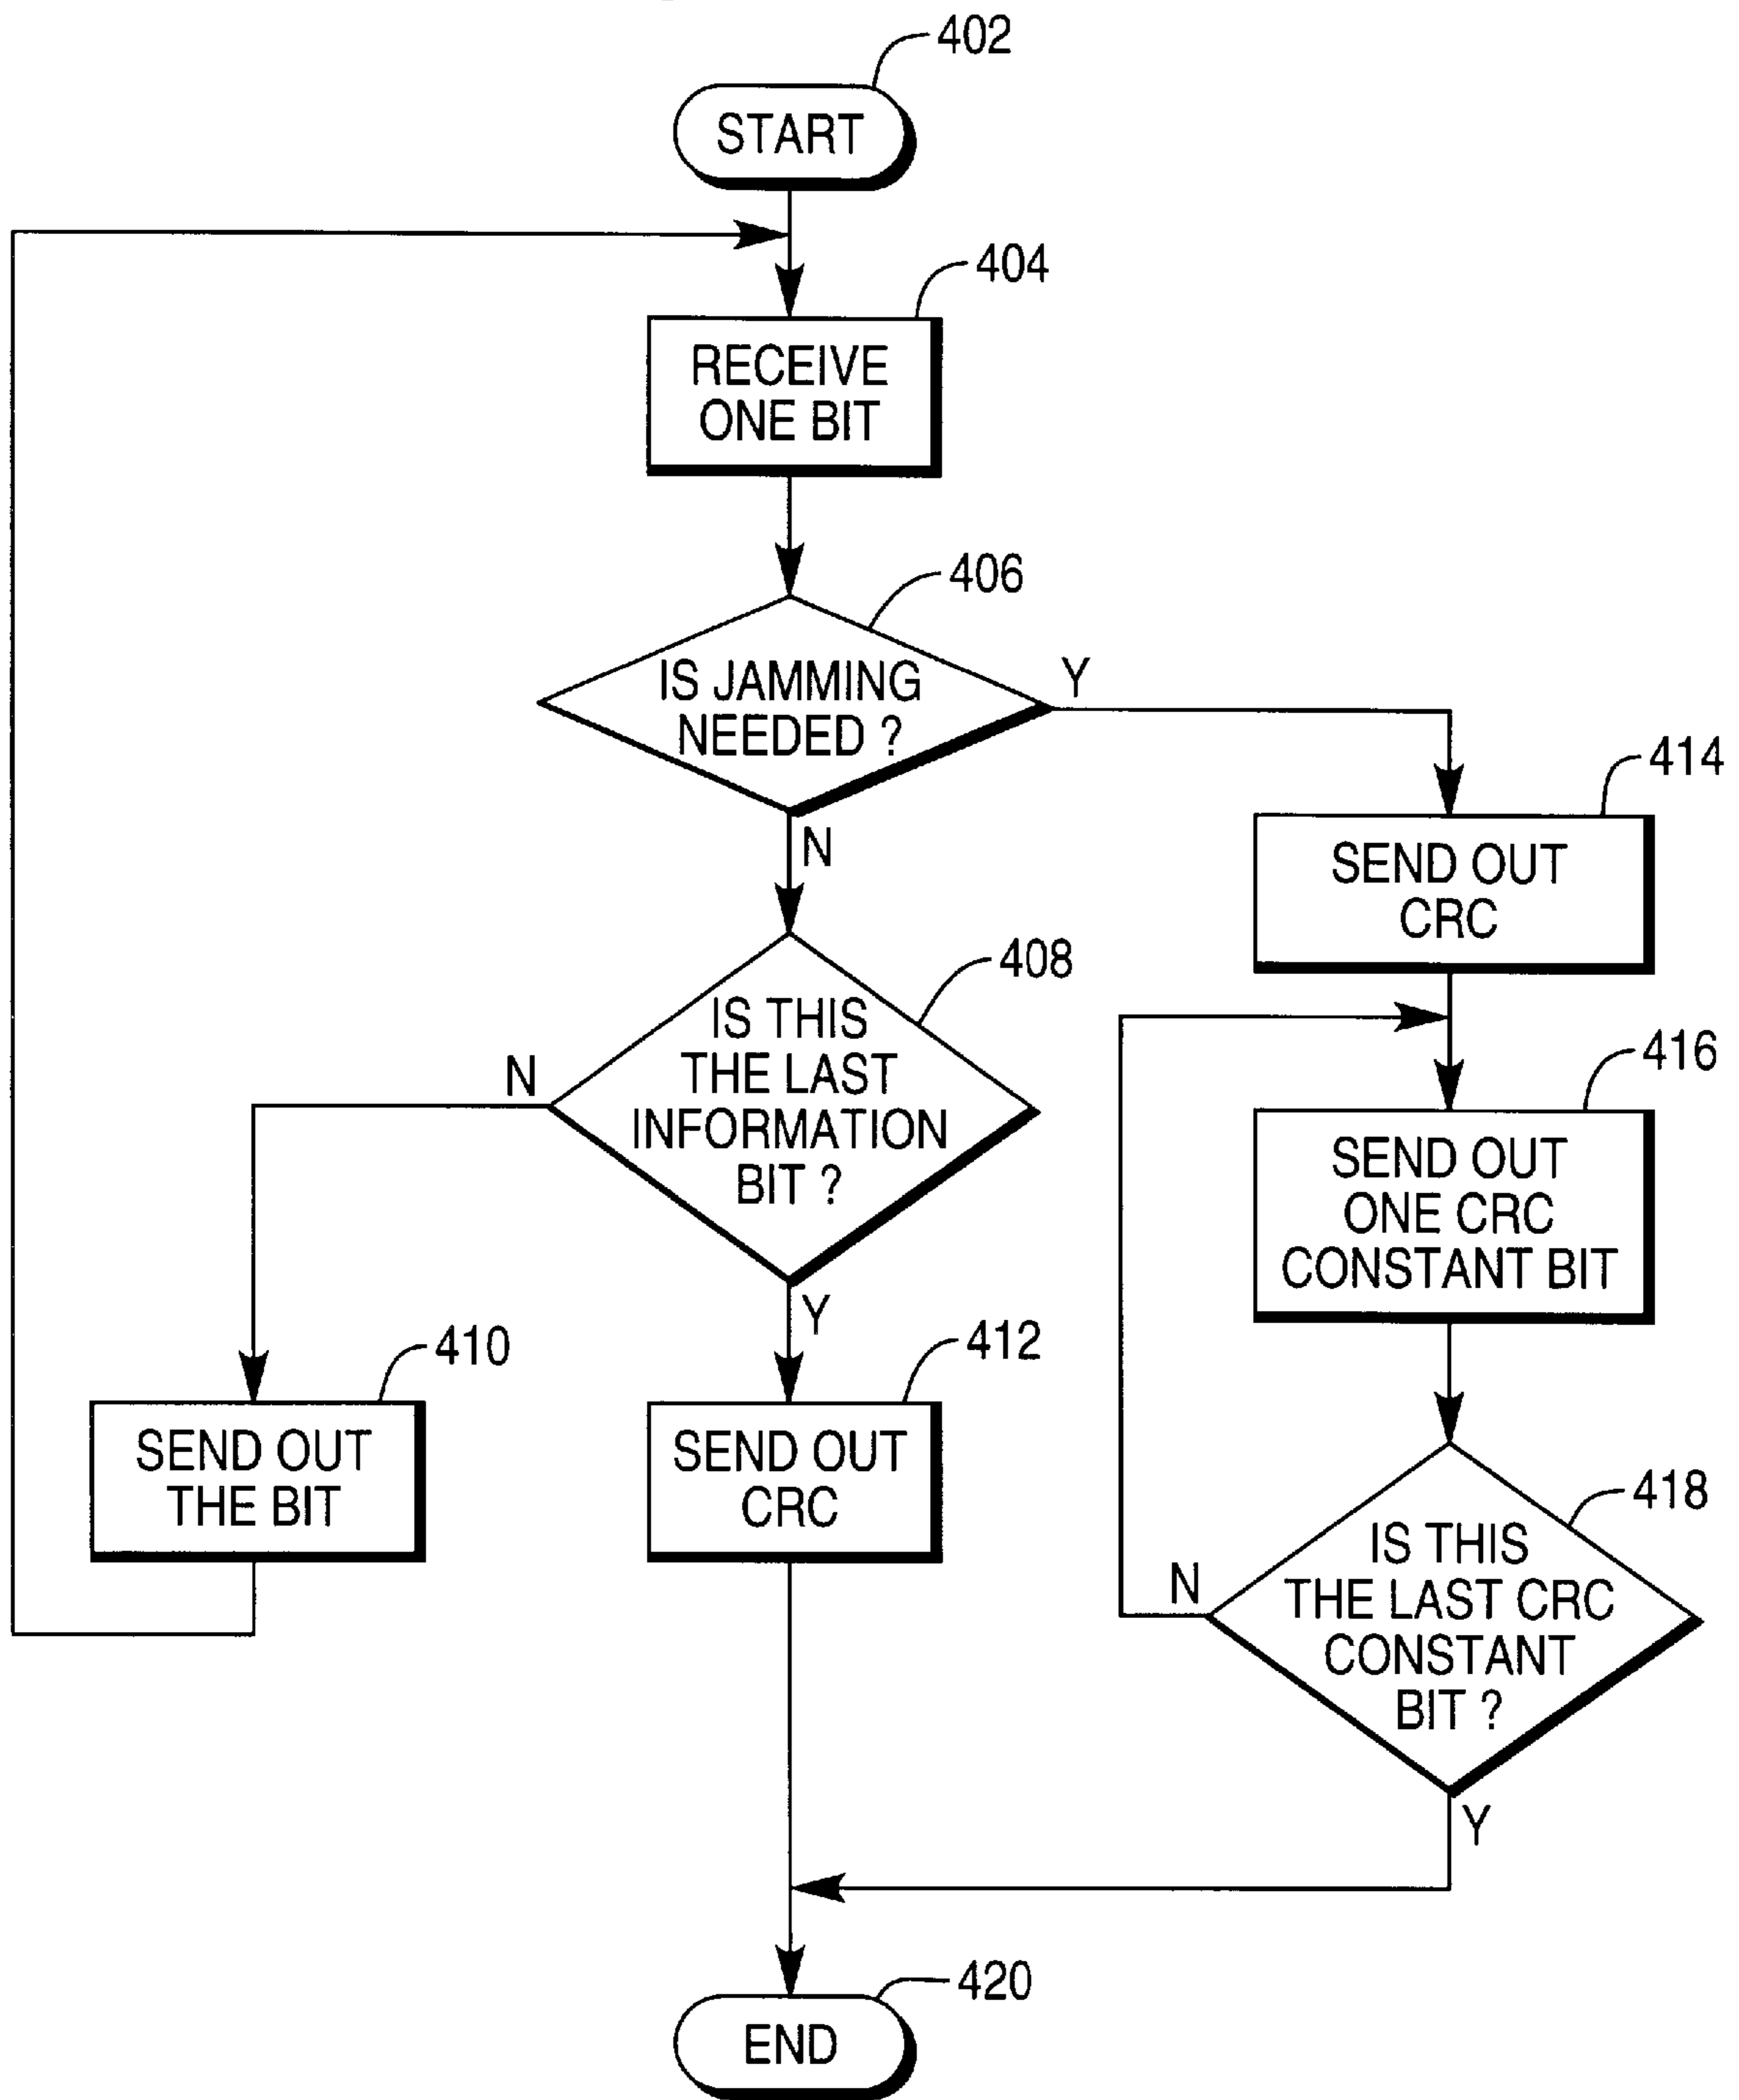 402
START
404
RECEIVE
ONE BIT
406
IS JAMMING
NEEDED ?
Y
N
414
SEND OUT
CRC
408
IS THIS
THE LAST
INFORMATION
BIT ?
N
Y
416
SEND OUT
ONE CRC
CONSTANT BIT
410
SEND OUT
THE BIT
412
SEND OUT
CRC
418
IS THIS
THE LAST CRC
CONSTANT
BIT ?
N
Y
420
END